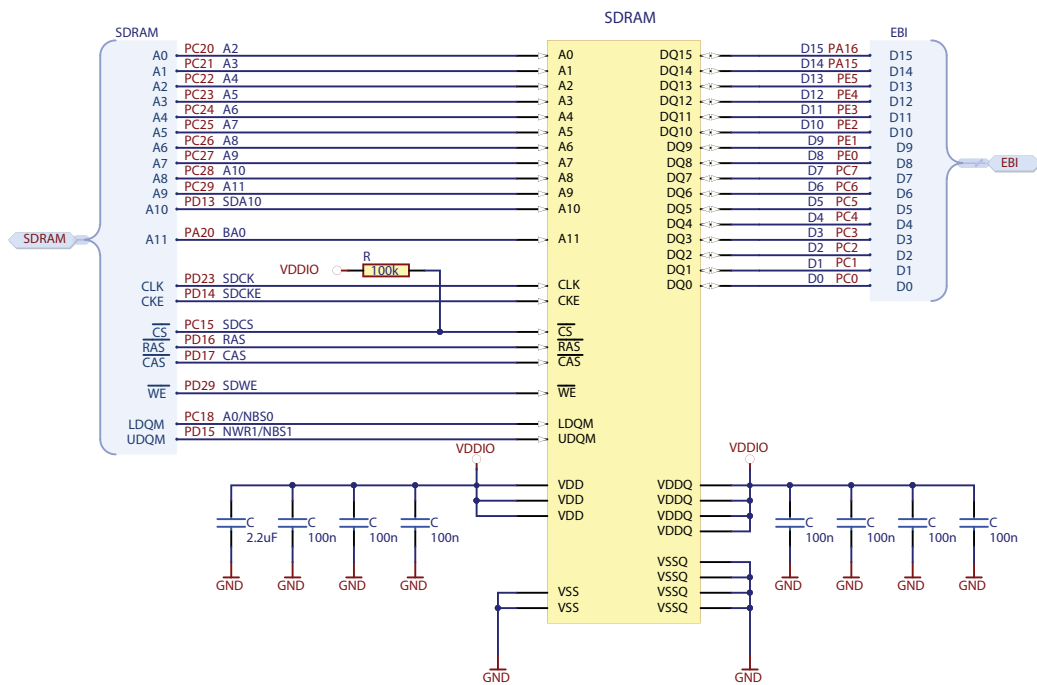 SDRAM
SDRAM
EBI
A0 PC20 A2 A0 DQ15 D15 PA16 D15
A1 PC21 A3 A1 DQ14 D14 PA15 D14
A2 PC22 A4 A2 DQ13 D13 PE5 D13
A3 PC23 A5 A3 DQ12 D12 PE4 D12
A4 PC24 A6 A4 DQ11 D11 PE3 D11
A5 PC25 A7 A5 DQ10 D10 PE2 D10
A6 PC26 A8 A6 DQ9 D9 PE1 D9
A7 PC27 A9 A7 DQ8 D8 PE0 D8
EBI
A8 PC28 A10 A8 DQ7 D7 PC7 D7
A9 PC29 A11 A9 DQ6 D6 PC6 D6
A10 PD13 SDA10 A10 DQ5 D5 PC5 D5
DQ4 D4 PC4 D4
SDRAM
A11 PA20 BA0 A11 DQ3 D3 PC3 D3
DQ2 D2 PC2 D2
R
VDDIO 100k DQ1 D1 PC1 D1
CLK PD23 SDCK CLK DQ0 D0 PC0 D0
CKE PD14 SDCKE CKE
CS PC15 SDCS CS
RAS PD16 RAS RAS
CAS PD17 CAS CAS
WE PD29 SDWE WE
LDQM PC18 A0/NBS0 LDQM
UDQM PD15 NWR1/NBS1 UDQM
VDDIO VDDIO
VDD VDDQ
VDD VDDQ
VDD VDDQ
VDDQ
C C C C C C C C
2.2uF 100n 100n 100n 100n 100n 100n 100n
VSSQ
VSSQ
GND GND GND GND GND GND GND GND
VSS VSSQ
VSS VSSQ
GND GND